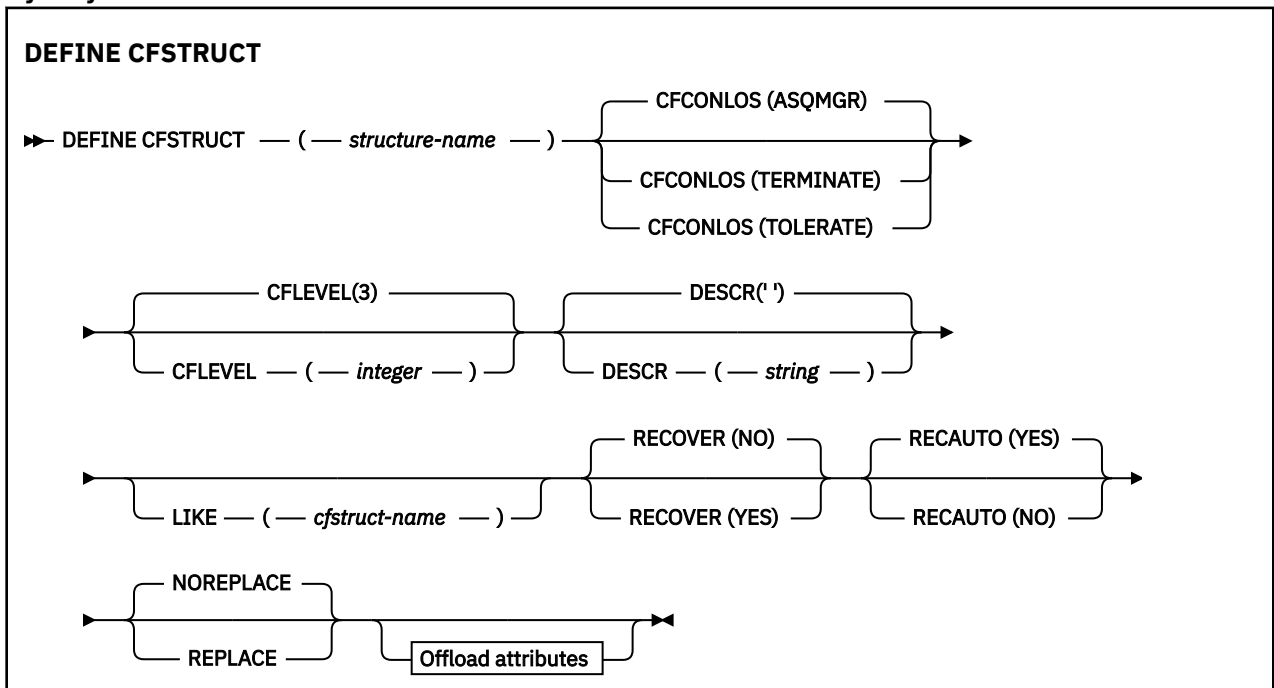 DEFINE CFSTRUCT
CFCONLOS (ASQMGR)
DEFINE CFSTRUCT ( structure-name )
CFCONLOS (TERMINATE)
CFCONLOS (TOLERATE)
CFLEVEL(3) DESCR(' ')
CFLEVEL ( integer ) DESCR ( string )
RECOVER (NO) RECAUTO (YES)
LIKE ( cfstruct-name ) RECOVER (YES) RECAUTO (NO)
NOREPLACE
REPLACE Offload attributes